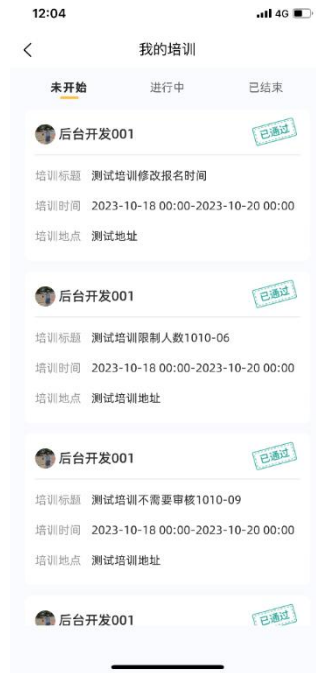 12:04 4G
我的培训
未开始 进行中 已结束
后台开发001 已通过
培训标题 测试培训修改报名时间
培训时间 2023-10-18 00:00-2023-10-20 00:00
培训地点 测试地址
后台开发001 已通过
培训标题 测试培训限制人数1010-06
培训时间 2023-10-18 00:00-2023-10-20 00:00
培训地点 测试培训地址
后台开发001 已通过
培训标题 测试培训不需要审核1010-09
培训时间 2023-10-18 00:00-2023-10-20 00:00
培训地点 测试培训地址
后台开发001 已通过